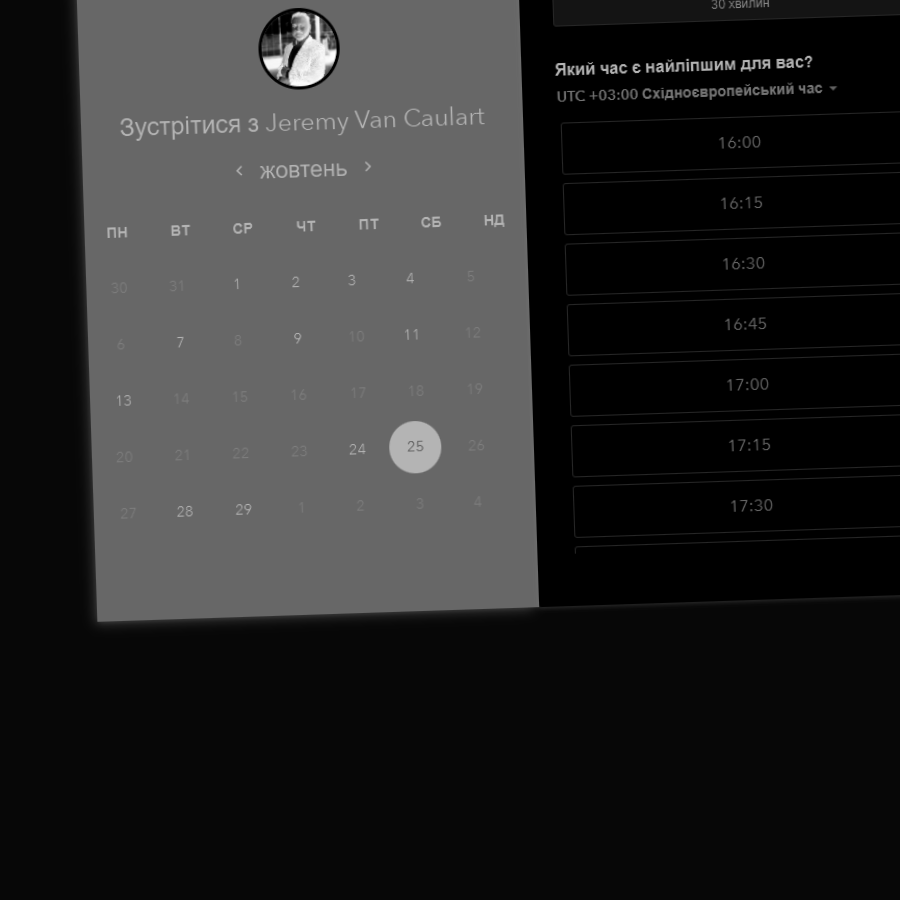 Зустрітися з Jeremy Van Caulart
жовтень
ПН ВТ СР ЧТ ПТ СБ НД
30 31 1 2 3 4 5
6 7 8 9 10 11 12
13 14 15 16 17 18 19
20 21 22 23 24 25 26
27 28 29 1 2 3 4
30 хвилин
Який час є найліпшим для вас?
UTC +03:00 Східноєвропейський час
16:00
16:15
16:30
16:45
17:00
17:15
17:30